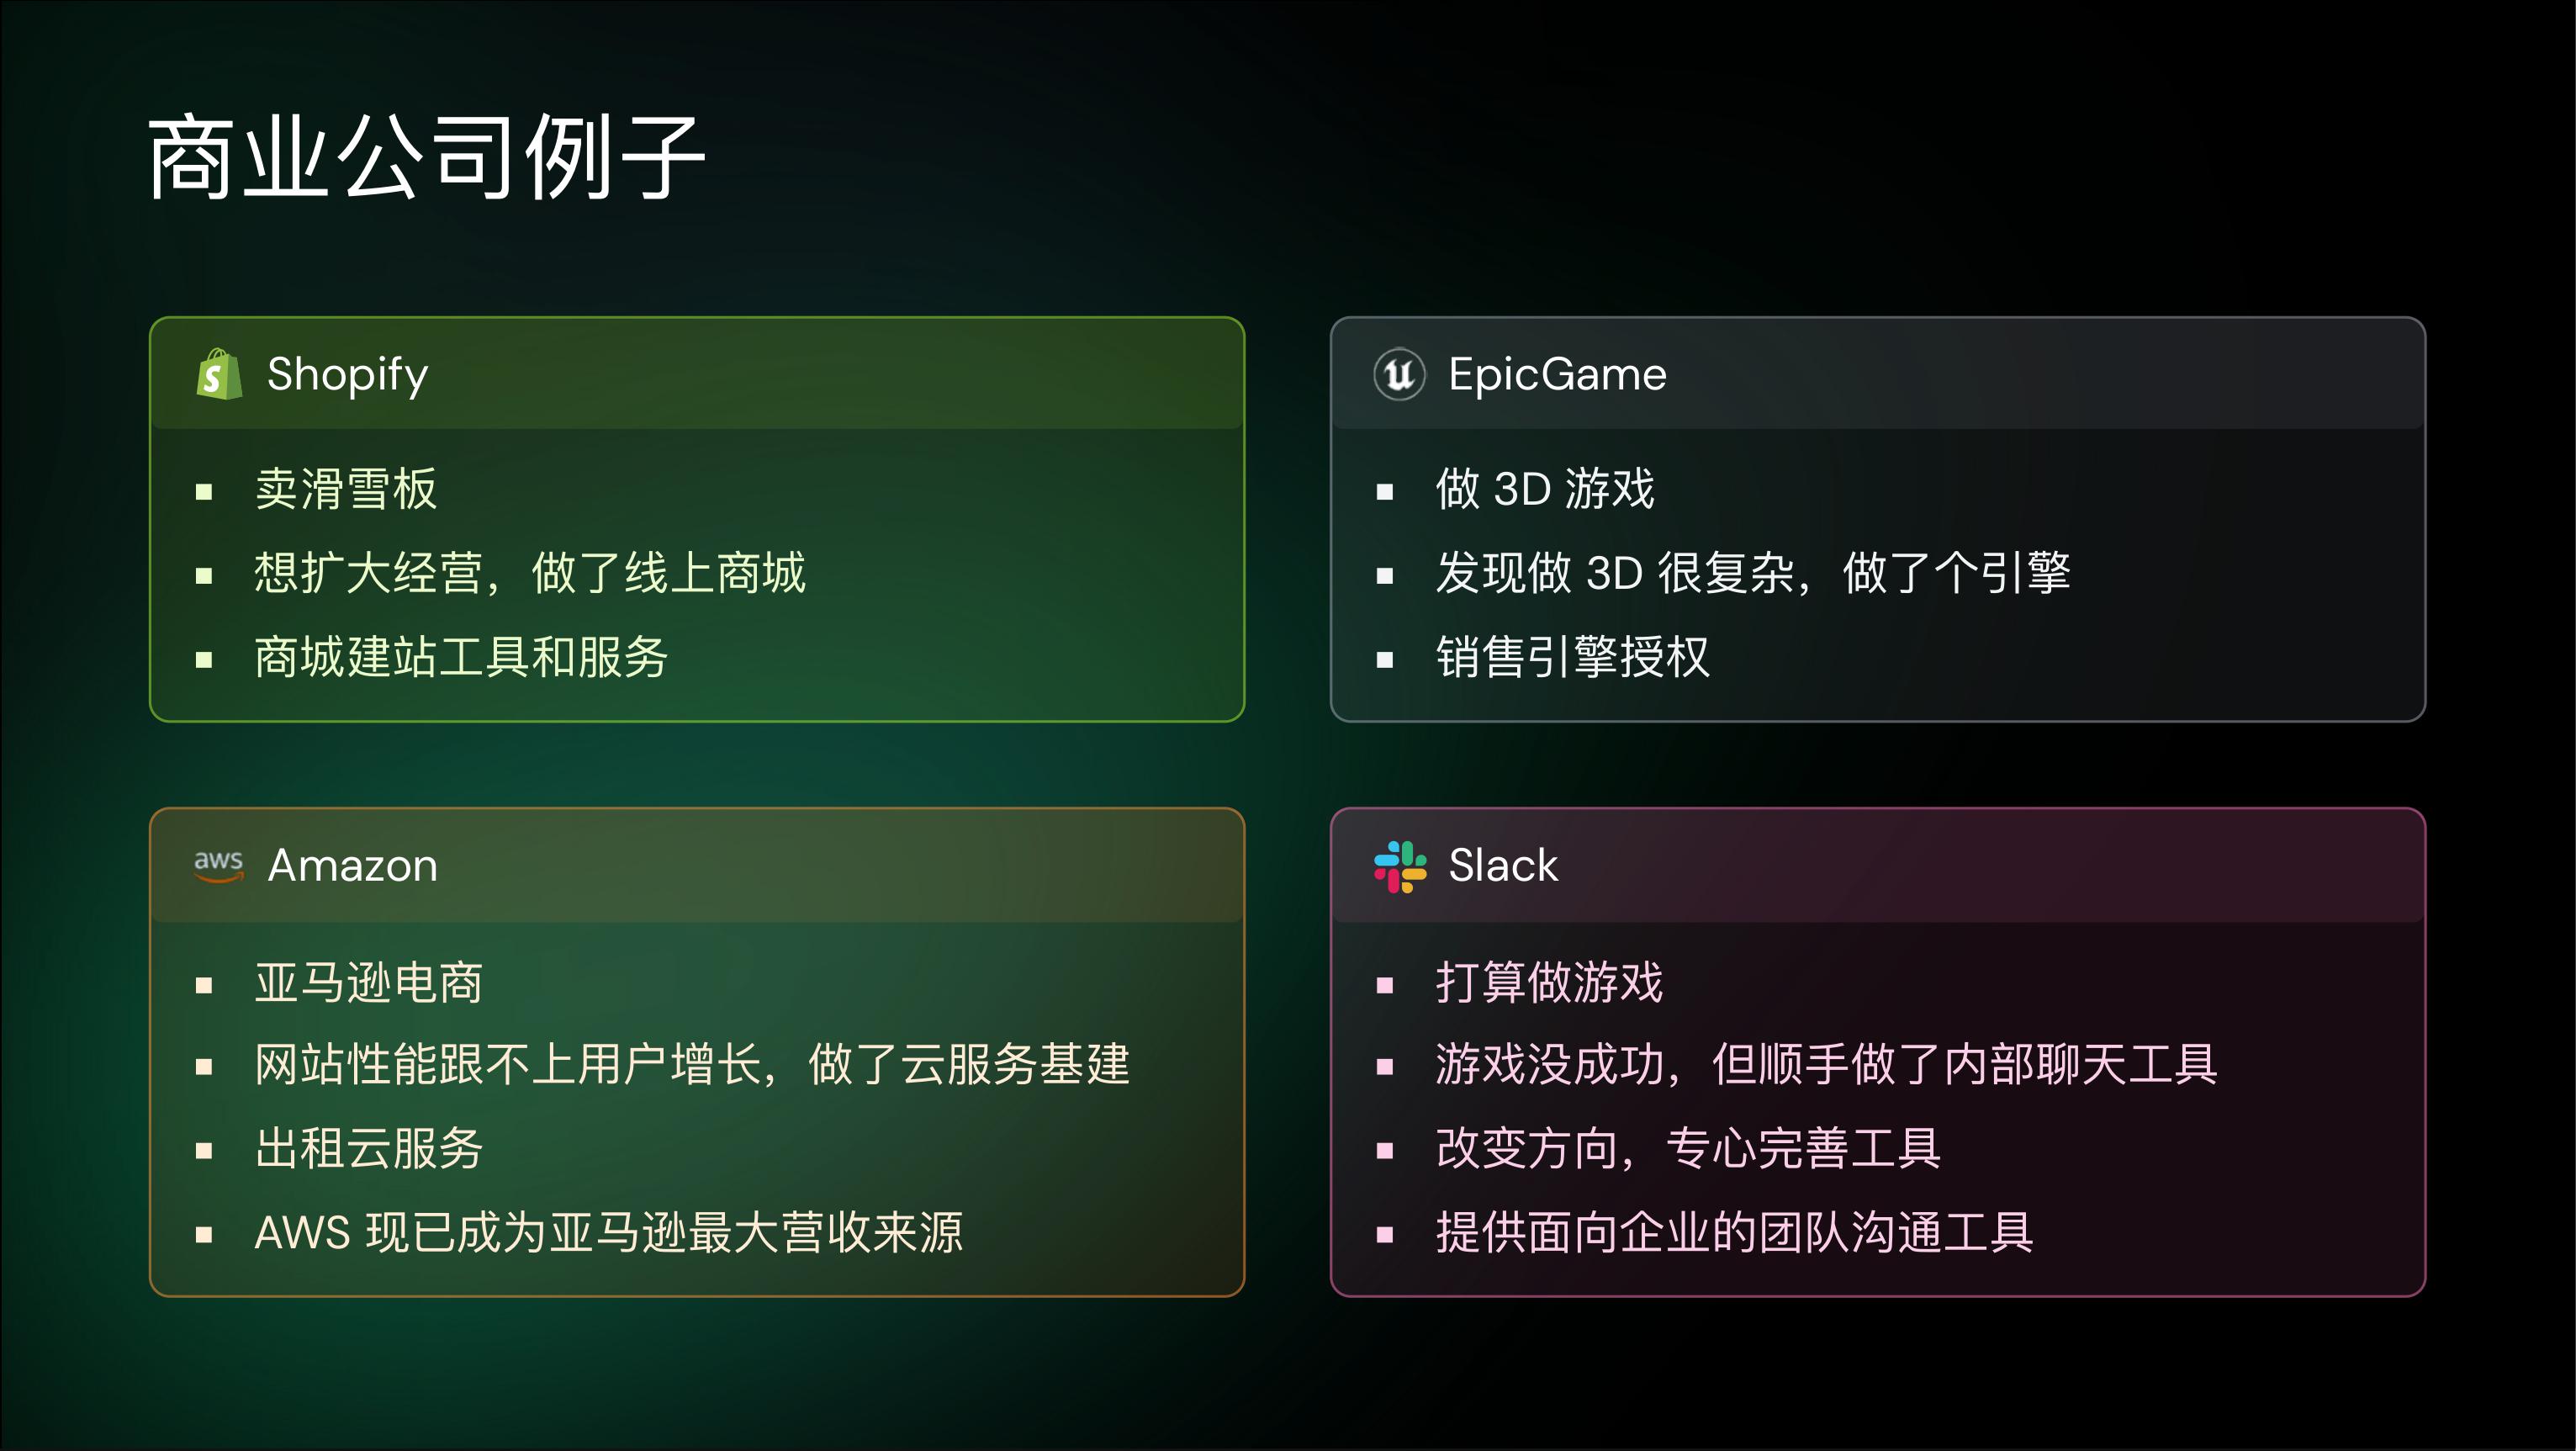 商业公司例子
Shopify
卖滑雪板
想扩大经营，做了线上商城
商城建站工具和服务
EpicGame
做 3D 游戏
发现做 3D 很复杂，做了个引擎
销售引擎授权
aws Amazon
亚马逊电商
网站性能跟不上用户增长，做了云服务基建
出租云服务
AWS 现已成为亚马逊最大营收来源
Slack
打算做游戏
游戏没成功，但顺手做了内部聊天工具
改变方向，专心完善工具
提供面向企业的团队沟通工具